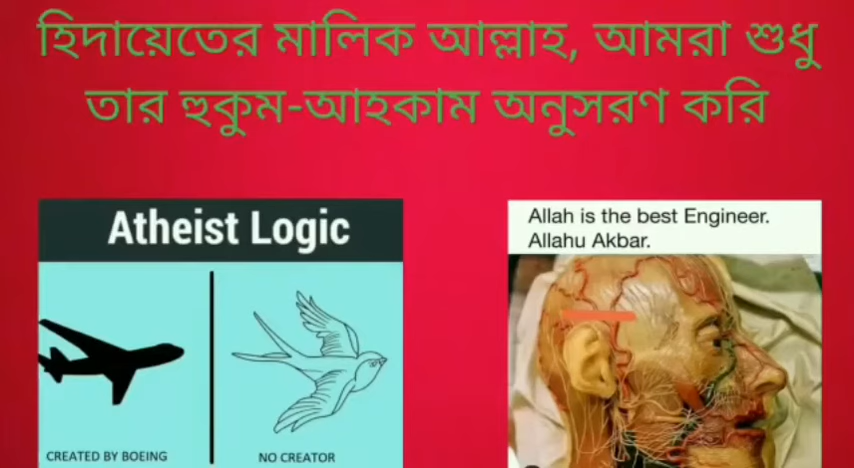 হিদায়েতের মালিক আল্লাহ, আমরা শুধু
তার হুকুম-আহকাম অনুসরণ করি
Atheist Logic
CREATED BY BOEING
NO CREATOR
Allah is the best Engineer.
Allahu Akbar.